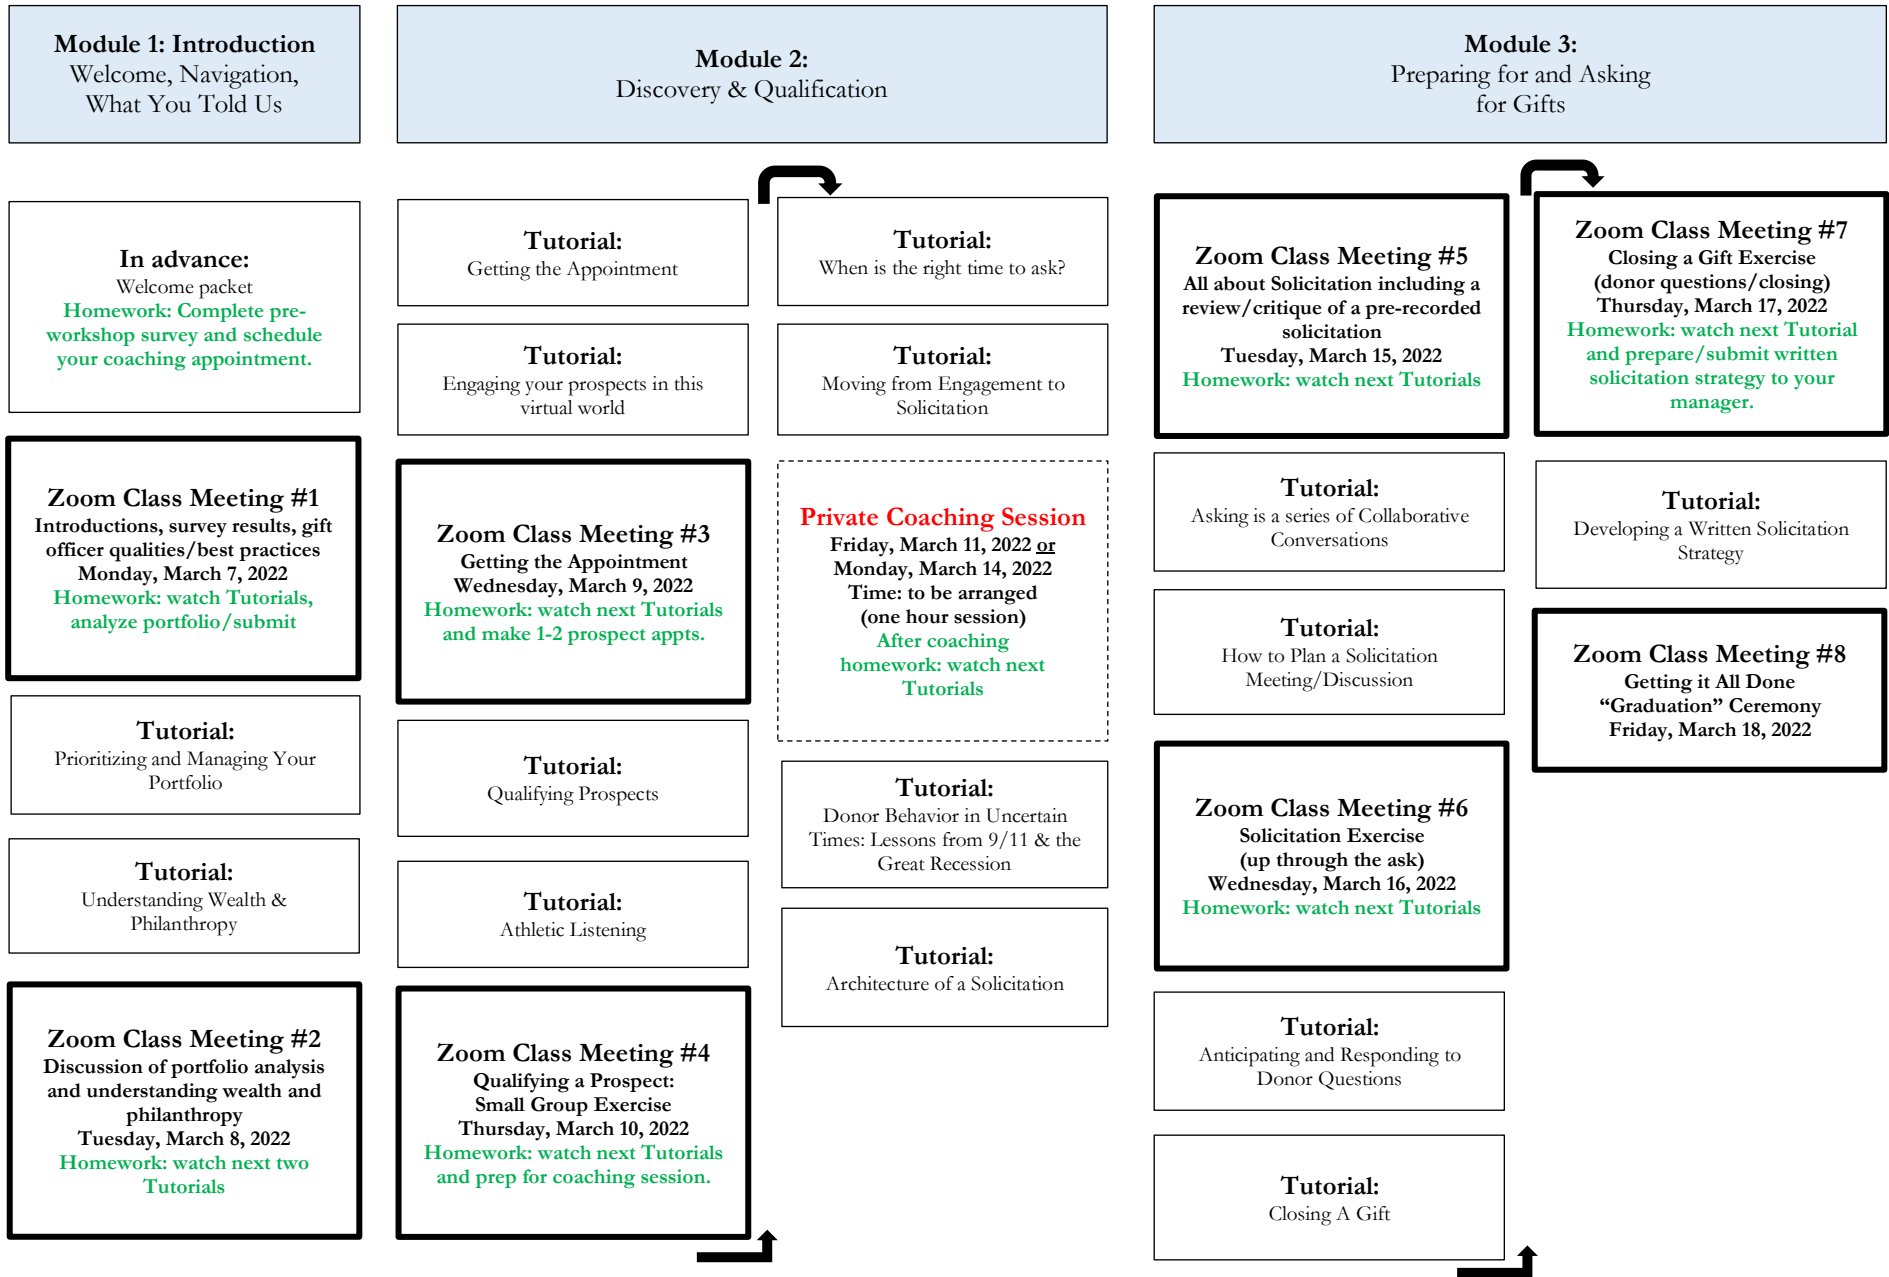 Module 1: Introduction
Welcome, Navigation,
What You Told Us
In advance:
Welcome packet
Homework: Complete pre-
workshop survey and schedule
your coaching appointment.
Zoom Class Meeting #1
Introductions, survey results, gift
officer qualities/best practices
Monday, March 7, 2022
Homework: watch Tutorials,
analyze portfolio/submit
Tutorial:
Prioritizing and Managing Your
Portfolio
Tutorial:
Understanding Wealth &
Philanthropy
Zoom Class Meeting #2
Discussion of portfolio analysis
and understanding wealth and
philanthropy
Tuesday, March 8, 2022
Homework: watch next two
Tutorials
Module 2:
Discovery & Qualification
Tutorial:
Getting the Appointment
Tutorial:
Engaging your prospects in this
virtual world
Zoom Class Meeting #3
Getting the Appointment
Wednesday, March 9, 2022
Homework: watch next Tutorials
and make 1-2 prospect appts.
Tutorial:
Qualifying Prospects
Tutorial:
Athletic Listening
Zoom Class Meeting #4
Qualifying a Prospect:
Small Group Exercise
Thursday, March 10, 2022
Homework: watch next Tutorials
and prep for coaching session.
Tutorial:
When is the right time to ask?
Tutorial:
Moving from Engagement to
Solicitation
Private Coaching Session
Friday, March 11, 2022 or
Monday, March 14, 2022
Time: to be arranged
(one hour session)
After coaching
homework: watch next
Tutorials
Tutorial:
Donor Behavior in Uncertain
Times: Lessons from 9/11 & the
Great Recession
Tutorial:
Architecture of a Solicitation
Module 3:
Preparing for and Asking
for Gifts
Zoom Class Meeting #5
All about Solicitation including a
review/critique of a pre-recorded
solicitation
Tuesday, March 15, 2022
Homework: watch next Tutorials
Tutorial:
Asking is a series of Collaborative
Conversations
Tutorial:
How to Plan a Solicitation
Meeting/Discussion
Zoom Class Meeting #6
Solicitation Exercise
(up through the ask)
Wednesday, March 16, 2022
Homework: watch next Tutorials
Tutorial:
Anticipating and Responding to
Donor Questions
Tutorial:
Closing A Gift
Zoom Class Meeting #7
Closing a Gift Exercise
(donor questions/closing)
Thursday, March 17, 2022
Homework: watch next Tutorial
and prepare/submit written
solicitation strategy to your
manager.
Tutorial:
Developing a Written Solicitation
Strategy
Zoom Class Meeting #8
Getting it All Done
“Graduation” Ceremony
Friday, March 18, 2022